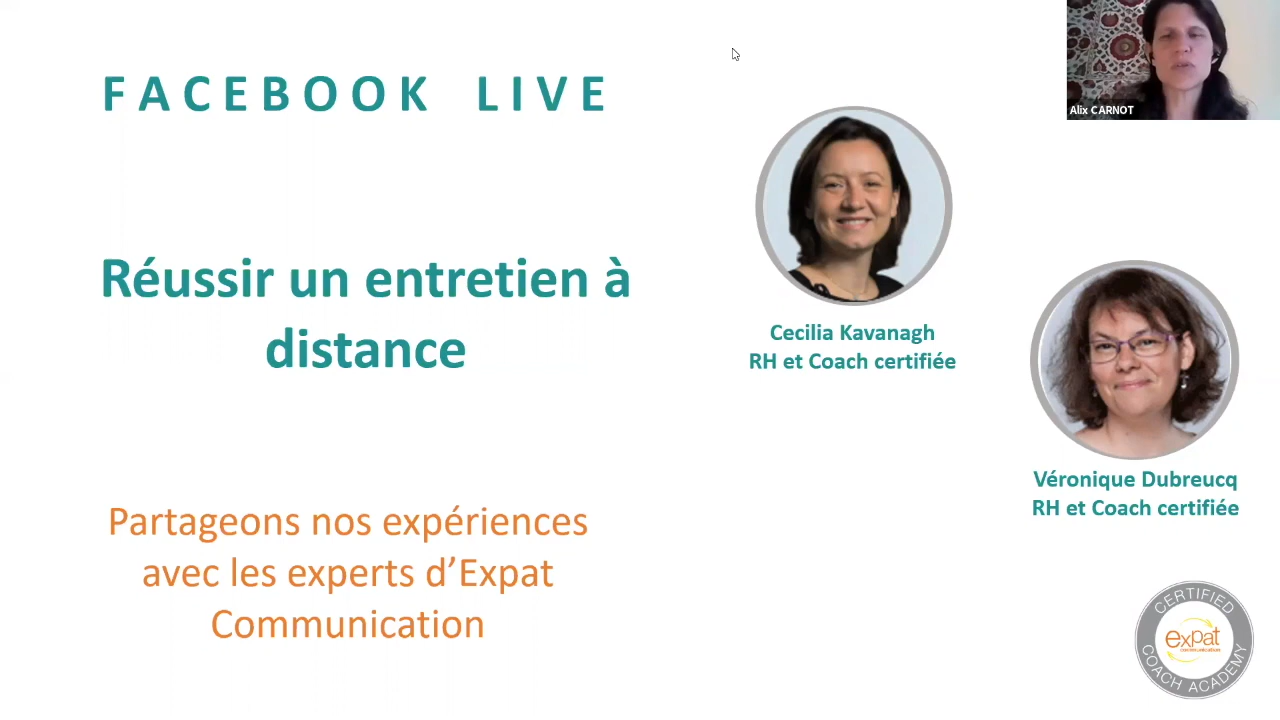 FACEBOOK LIVE
Alix CARNOT
Réussir un entretien à
distance
Cecilia Kavanagh
RH et Coach certifiée
Véronique Dubreucq
RH et Coach certifiée
Partageons nos expériences
avec les experts d’Expat
Communication
CERTIFIED
expat
communication
COACH ACADEMY